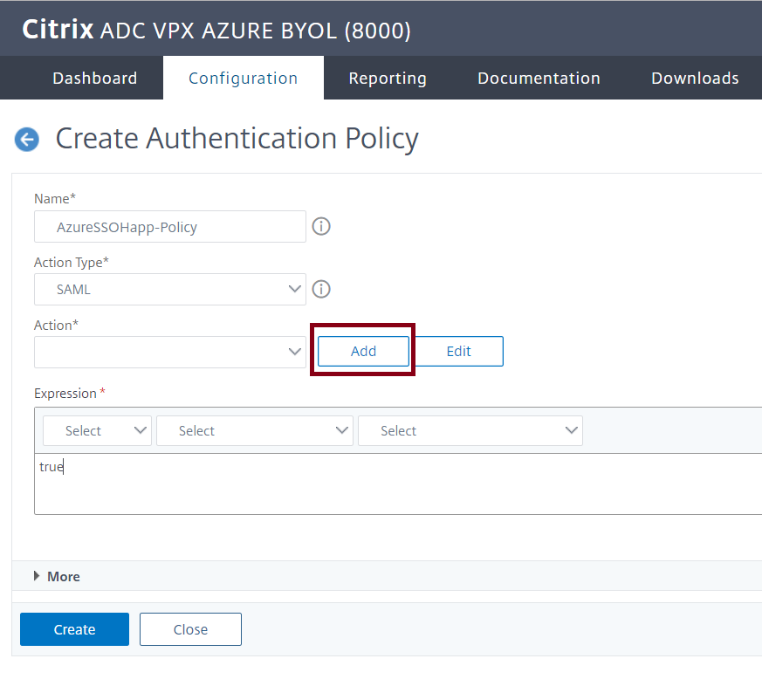 Citrix ADC VPX AZURE BYOL (8000)
Dashboard Configuration Reporting Documentation Downloads
Create Authentication Policy
Name*
AzureSSOHapp-Policy
Action Type*
SAML
Action*
Add Edit
Expression *
Select Select Select
true
More
Create Close